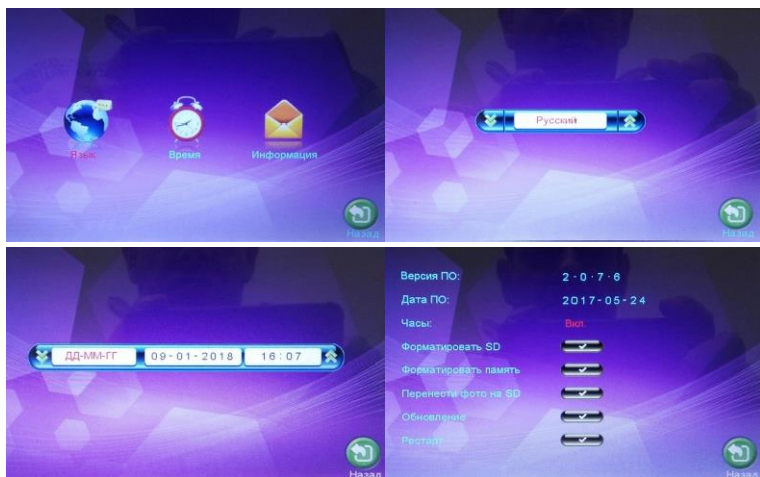 Язык
Время
Информация
Назад
Русский
Назад
ДД-ММ-ГГ 09-01-2018 16:07
Назад
Версия ПО: 2·0·7·6
Дата ПО: 2017-05-24
Часы: Вкл.
Форматировать SD
Форматировать память
Перенести фото на SD
Обновление
Рестарт
Назад